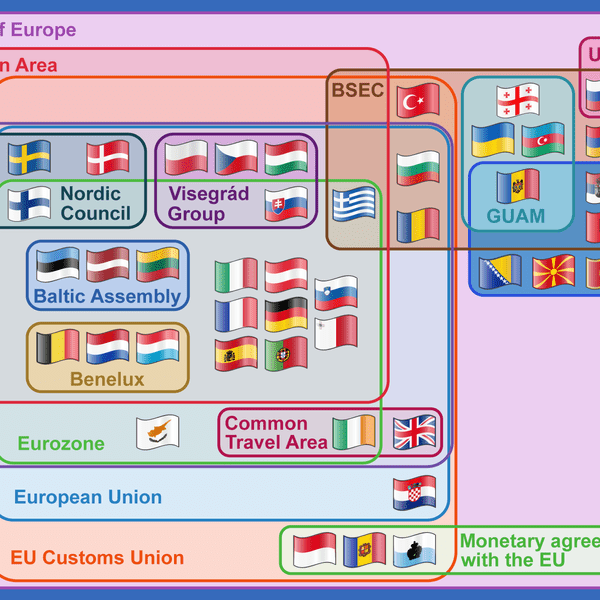 f Europe
n Area
BSEC
U
Nordic
Council
Visegrád
Group
GUAM
Baltic Assembly
Benelux
Common
Travel Area
Eurozone
European Union
EU Customs Union
Monetary agree
with the EU